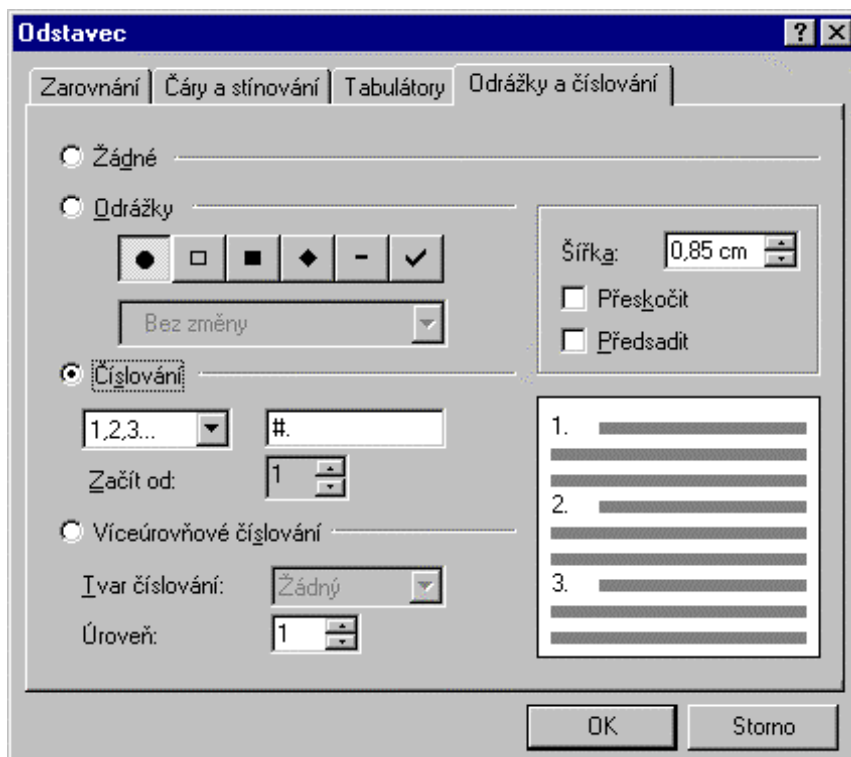 Odstavec
Zarovnání Čáry a stínování Tabulátory Odrážky a číslování
Žádné
Odrážky
Bez změny
Šířka: 0,85 cm
Přeskočit
Předsadit
Číslování
1,2,3... #.
Začít od: 1
Víceúrovňové číslování
Tvar číslování: Žádný
Úroveň: 1
1.
2.
3.
OK Storno